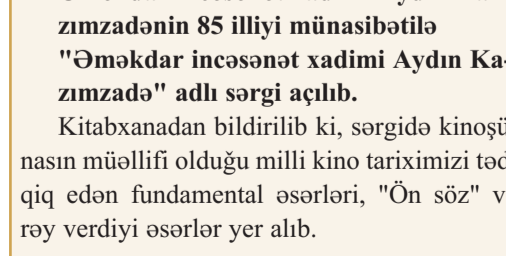 zımzadənin 85 illiyi münasibətilə
"Əməkdar incəsənət xadimi Aydın Ka-
zımzadə" adlı sərgi açılıb.
Kitabxanadan bildirilib ki, sərgidə kinoşü
nasın müəllifi olduğu milli kino tariximizi təd
qiq edən fundamental əsərləri, "Ön söz" v
rəy verdiyi əsərlər yer alıb.